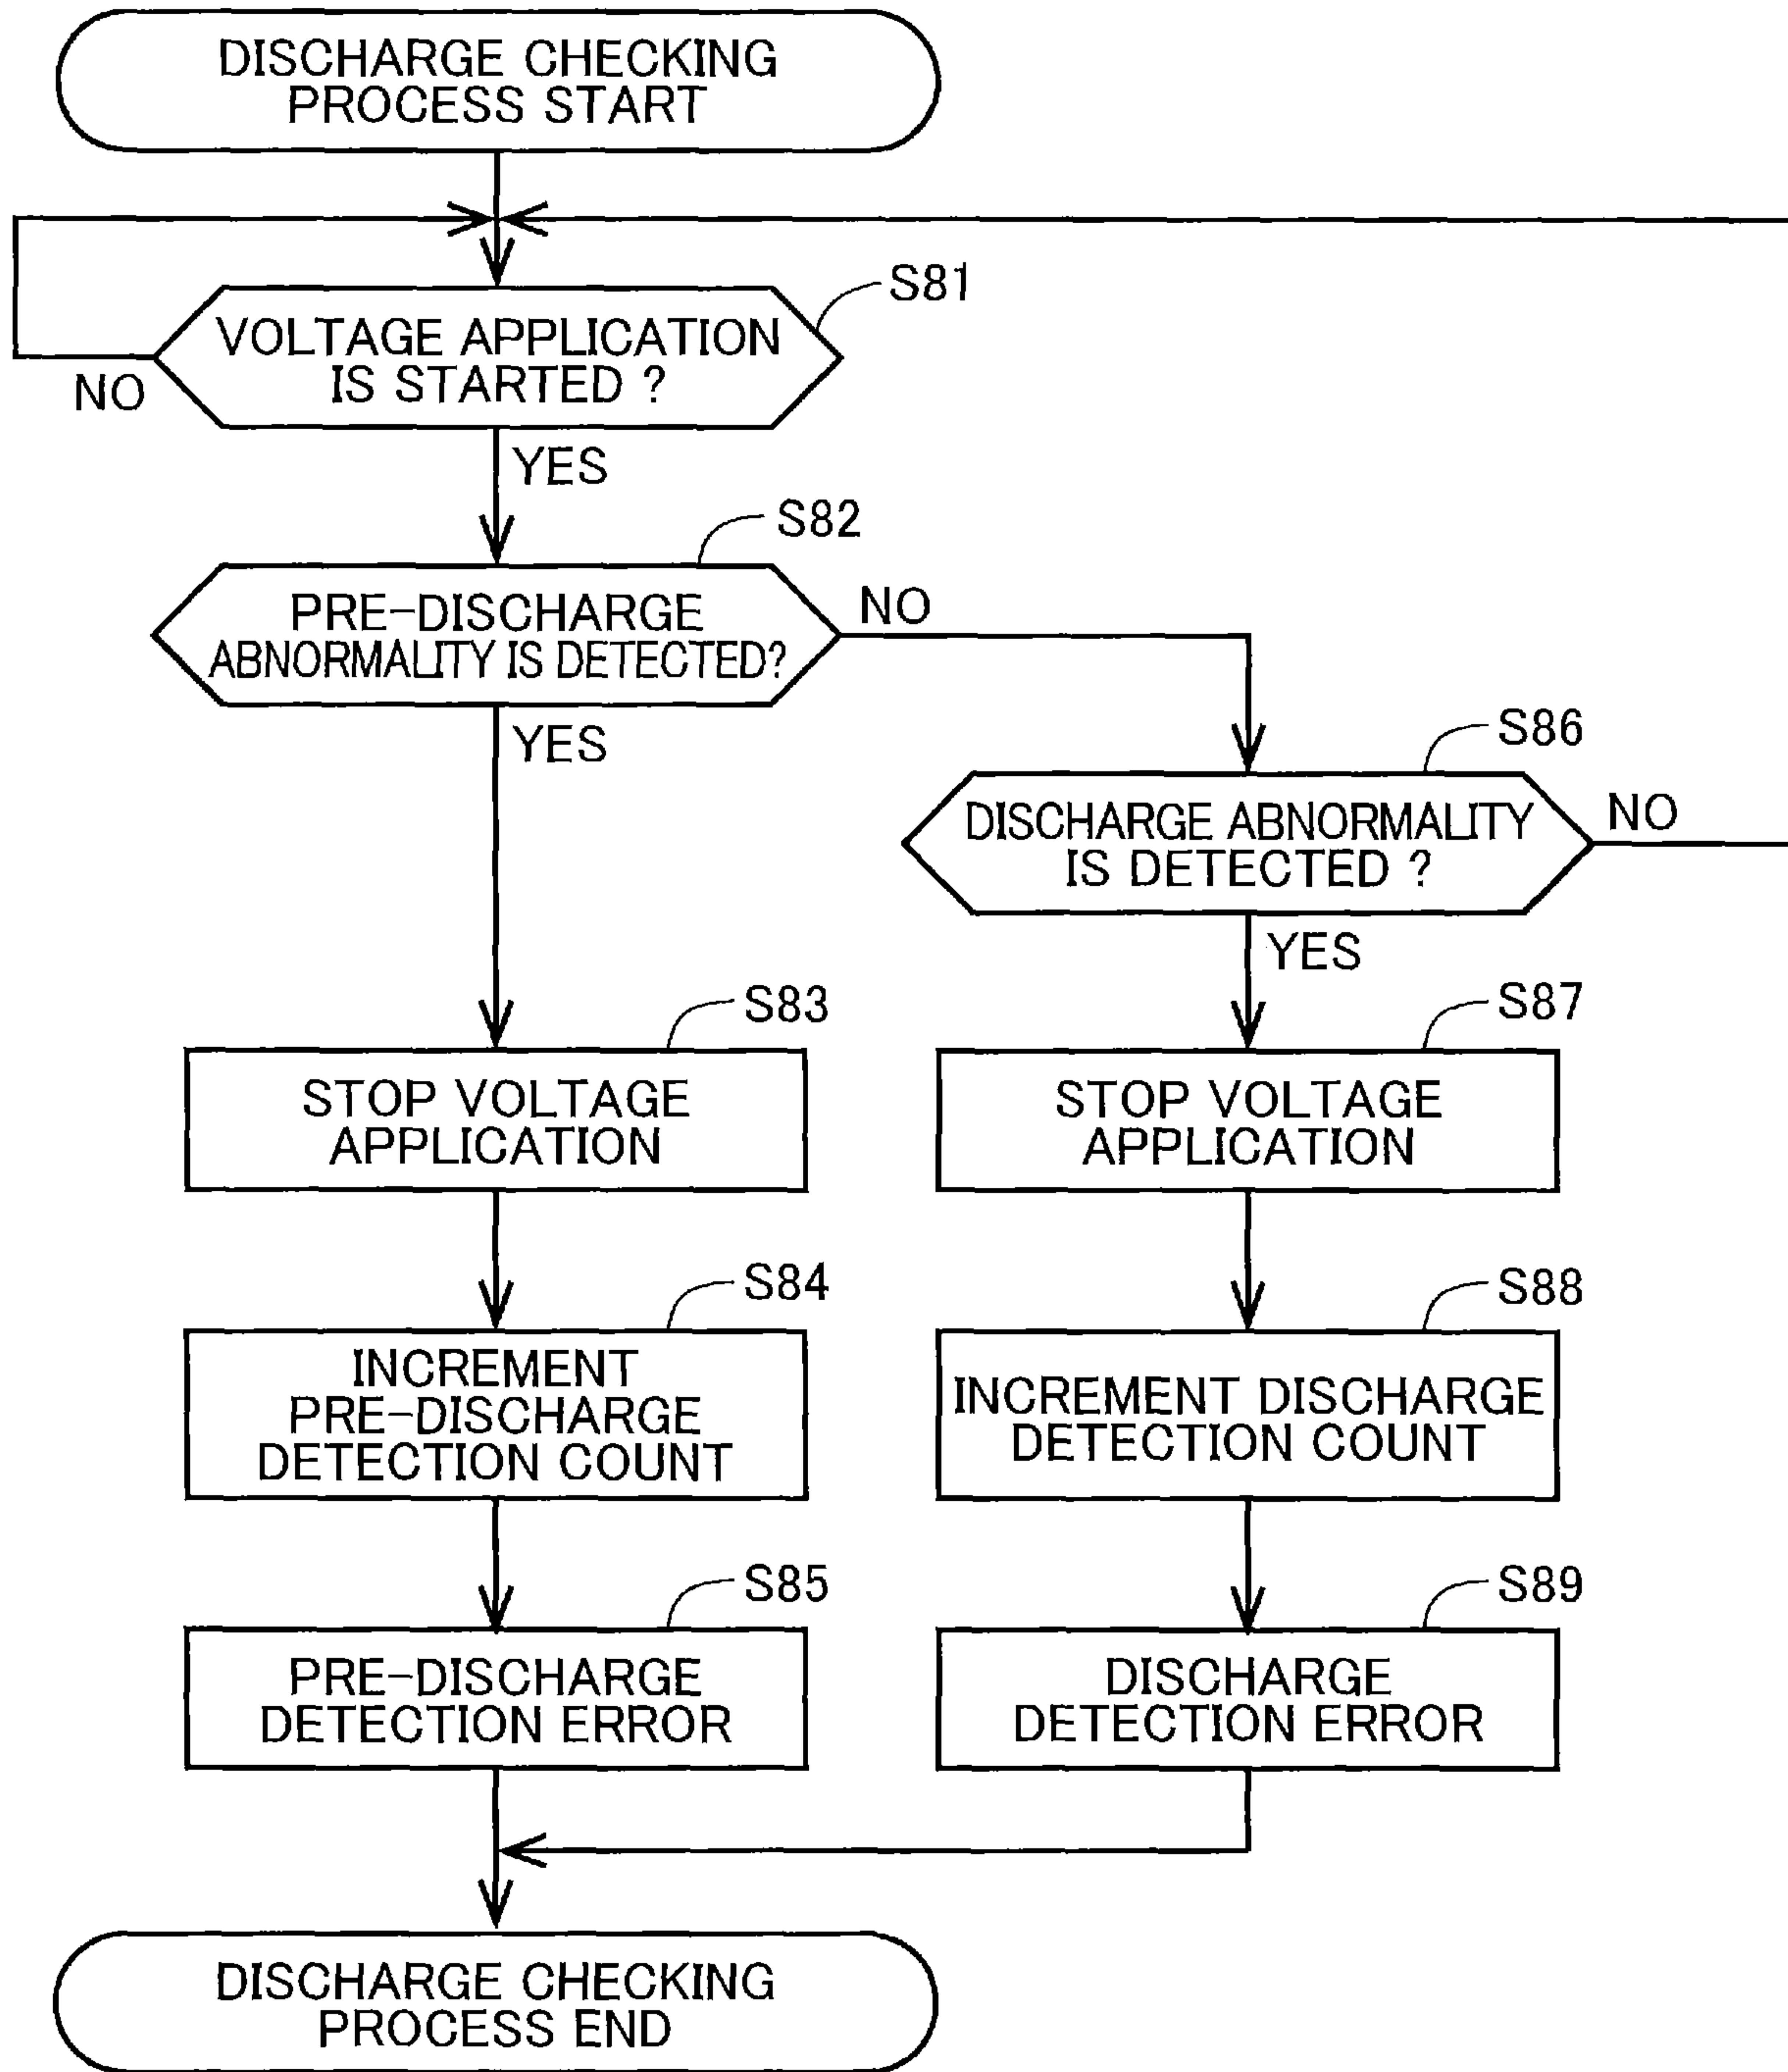 DISCHARGE CHECKING
PROCESS START
S81
VOLTAGE APPLICATION
IS STARTED ?
NO
YES
S82
PRE-DISCHARGE
ABNORMALITY IS DETECTED?
NO
YES
S86
DISCHARGE ABNORMALITY
IS DETECTED ?
NO
YES
S83
STOP VOLTAGE
APPLICATION
S87
STOP VOLTAGE
APPLICATION
S84
INCREMENT
PRE-DISCHARGE
DETECTION COUNT
S88
INCREMENT DISCHARGE
DETECTION COUNT
S85
PRE-DISCHARGE
DETECTION ERROR
S89
DISCHARGE
DETECTION ERROR
DISCHARGE CHECKING
PROCESS END